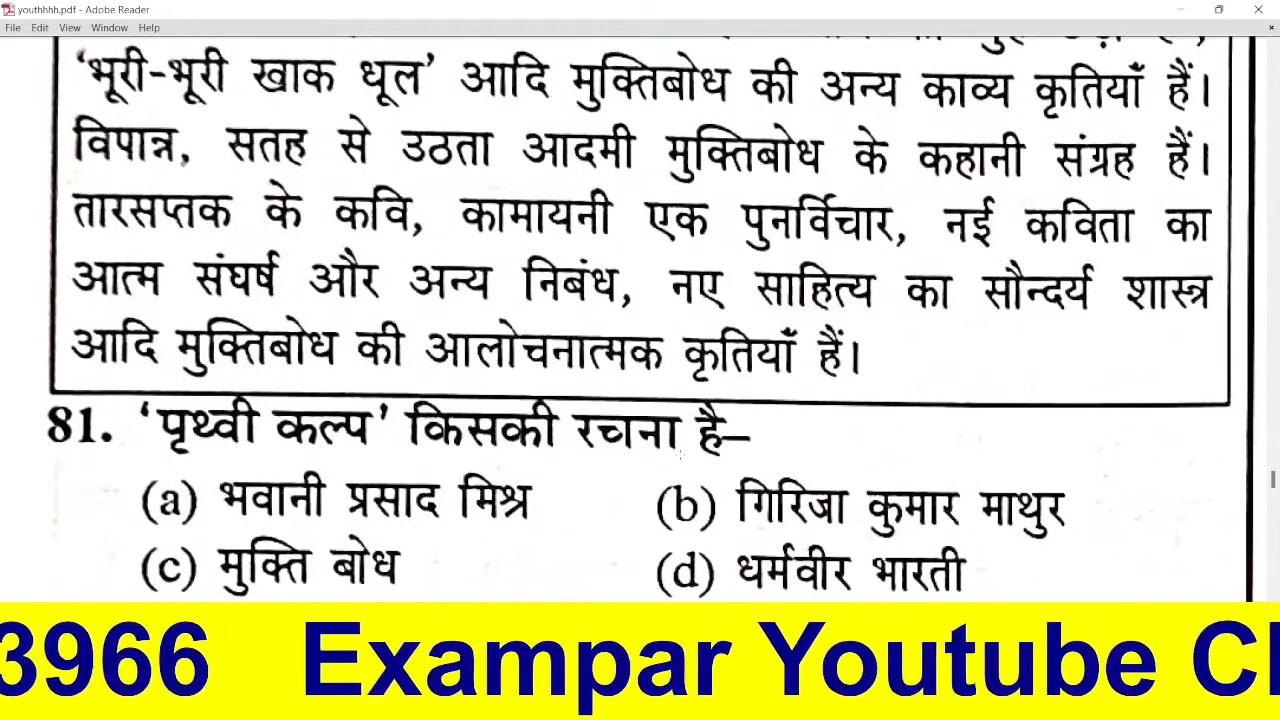 youthhhh.pdf - Adobe Reader
File Edit View Window Help
'भूरी-भूरी खाक धूल' आदि मुक्तिबोध की अन्य काव्य कृतियाँ हैं।
विपान्न, सतह से उठता आदमी मुक्तिबोध के कहानी संग्रह हैं।
तारसप्तक के कवि, कामायनी एक पुनर्विचार, नई कविता का
आत्म संघर्ष और अन्य निबंध, नए साहित्य का सौन्दर्य शास्त्र
आदि मुक्तिबोध की आलोचनात्मक कृतियाँ हैं।
81. 'पृथ्वी कल्प' किसकी रचना है–
(a) भवानी प्रसाद मिश्र (b) गिरिजा कुमार माथुर
(c) मुक्ति बोध (d) धर्मवीर भारती
3966 Exampar Youtube Ch